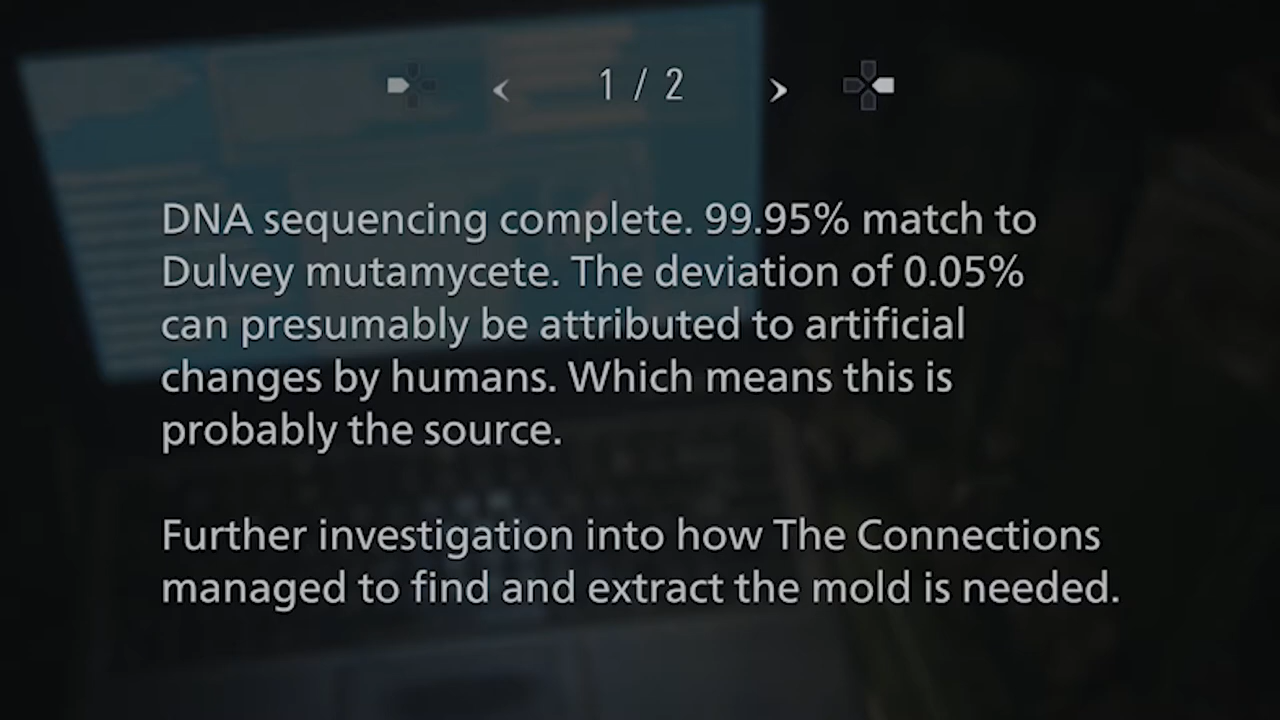 < 1 / 2 >
DNA sequencing complete. 99.95% match to
Dulvey mutamycete. The deviation of 0.05%
can presumably be attributed to artificial
changes by humans. Which means this is
probably the source.
Further investigation into how The Connections
managed to find and extract the mold is needed.